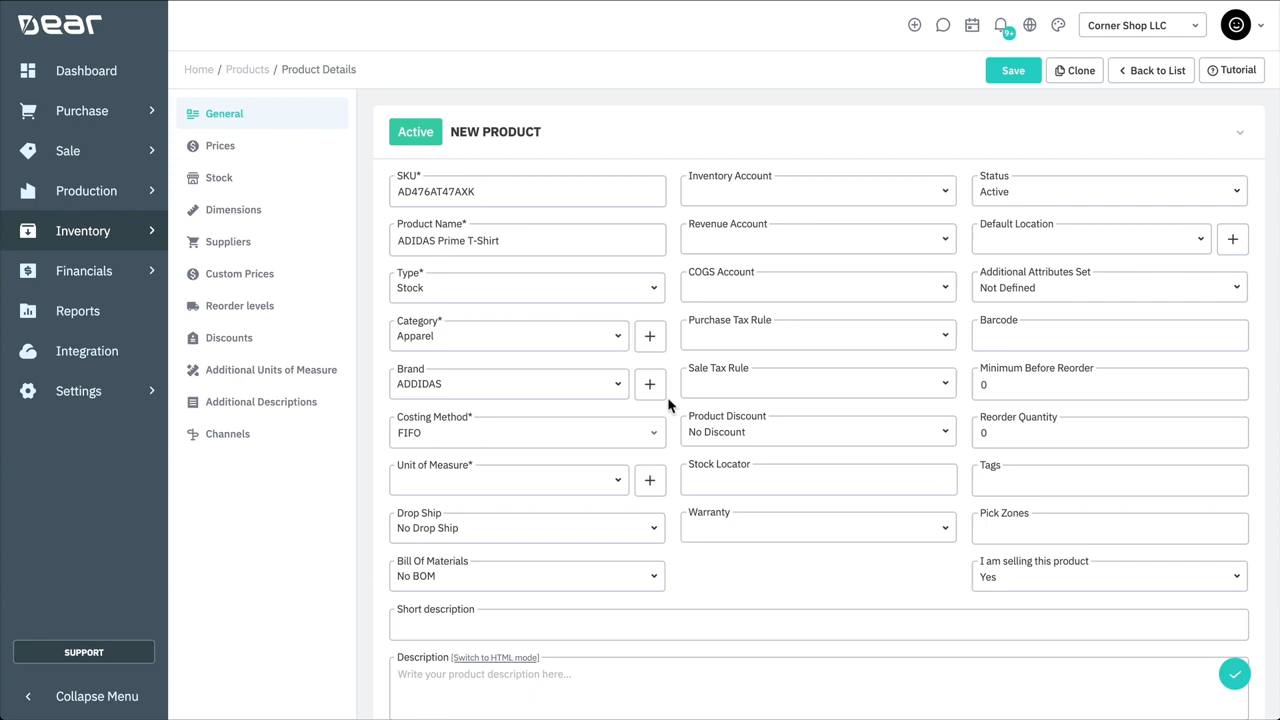 DEAR
9+
Corner Shop LLC
Home / Products / Product Details
Save
Clone
Back to List
Tutorial
Dashboard
Purchase
Sale
Production
Inventory
Financials
Reports
Integration
Settings
SUPPORT
Collapse Menu
General
Prices
Stock
Dimensions
Suppliers
Custom Prices
Reorder levels
Discounts
Additional Units of Measure
Additional Descriptions
Channels
Active NEW PRODUCT
SKU*
AD476AT47AXK
Product Name*
ADIDAS Prime T-Shirt
Type*
Stock
Category*
Apparel
Brand
ADDIDAS
Costing Method*
FIFO
Unit of Measure*
Drop Ship
No Drop Ship
Bill Of Materials
No BOM
Inventory Account
Revenue Account
COGS Account
Purchase Tax Rule
Sale Tax Rule
Product Discount
No Discount
Stock Locator
Warranty
Status
Active
Default Location
Additional Attributes Set
Not Defined
Barcode
Minimum Before Reorder
0
Reorder Quantity
0
Tags
Pick Zones
I am selling this product
Yes
Short description
Description [Switch to HTML mode]
Write your product description here...